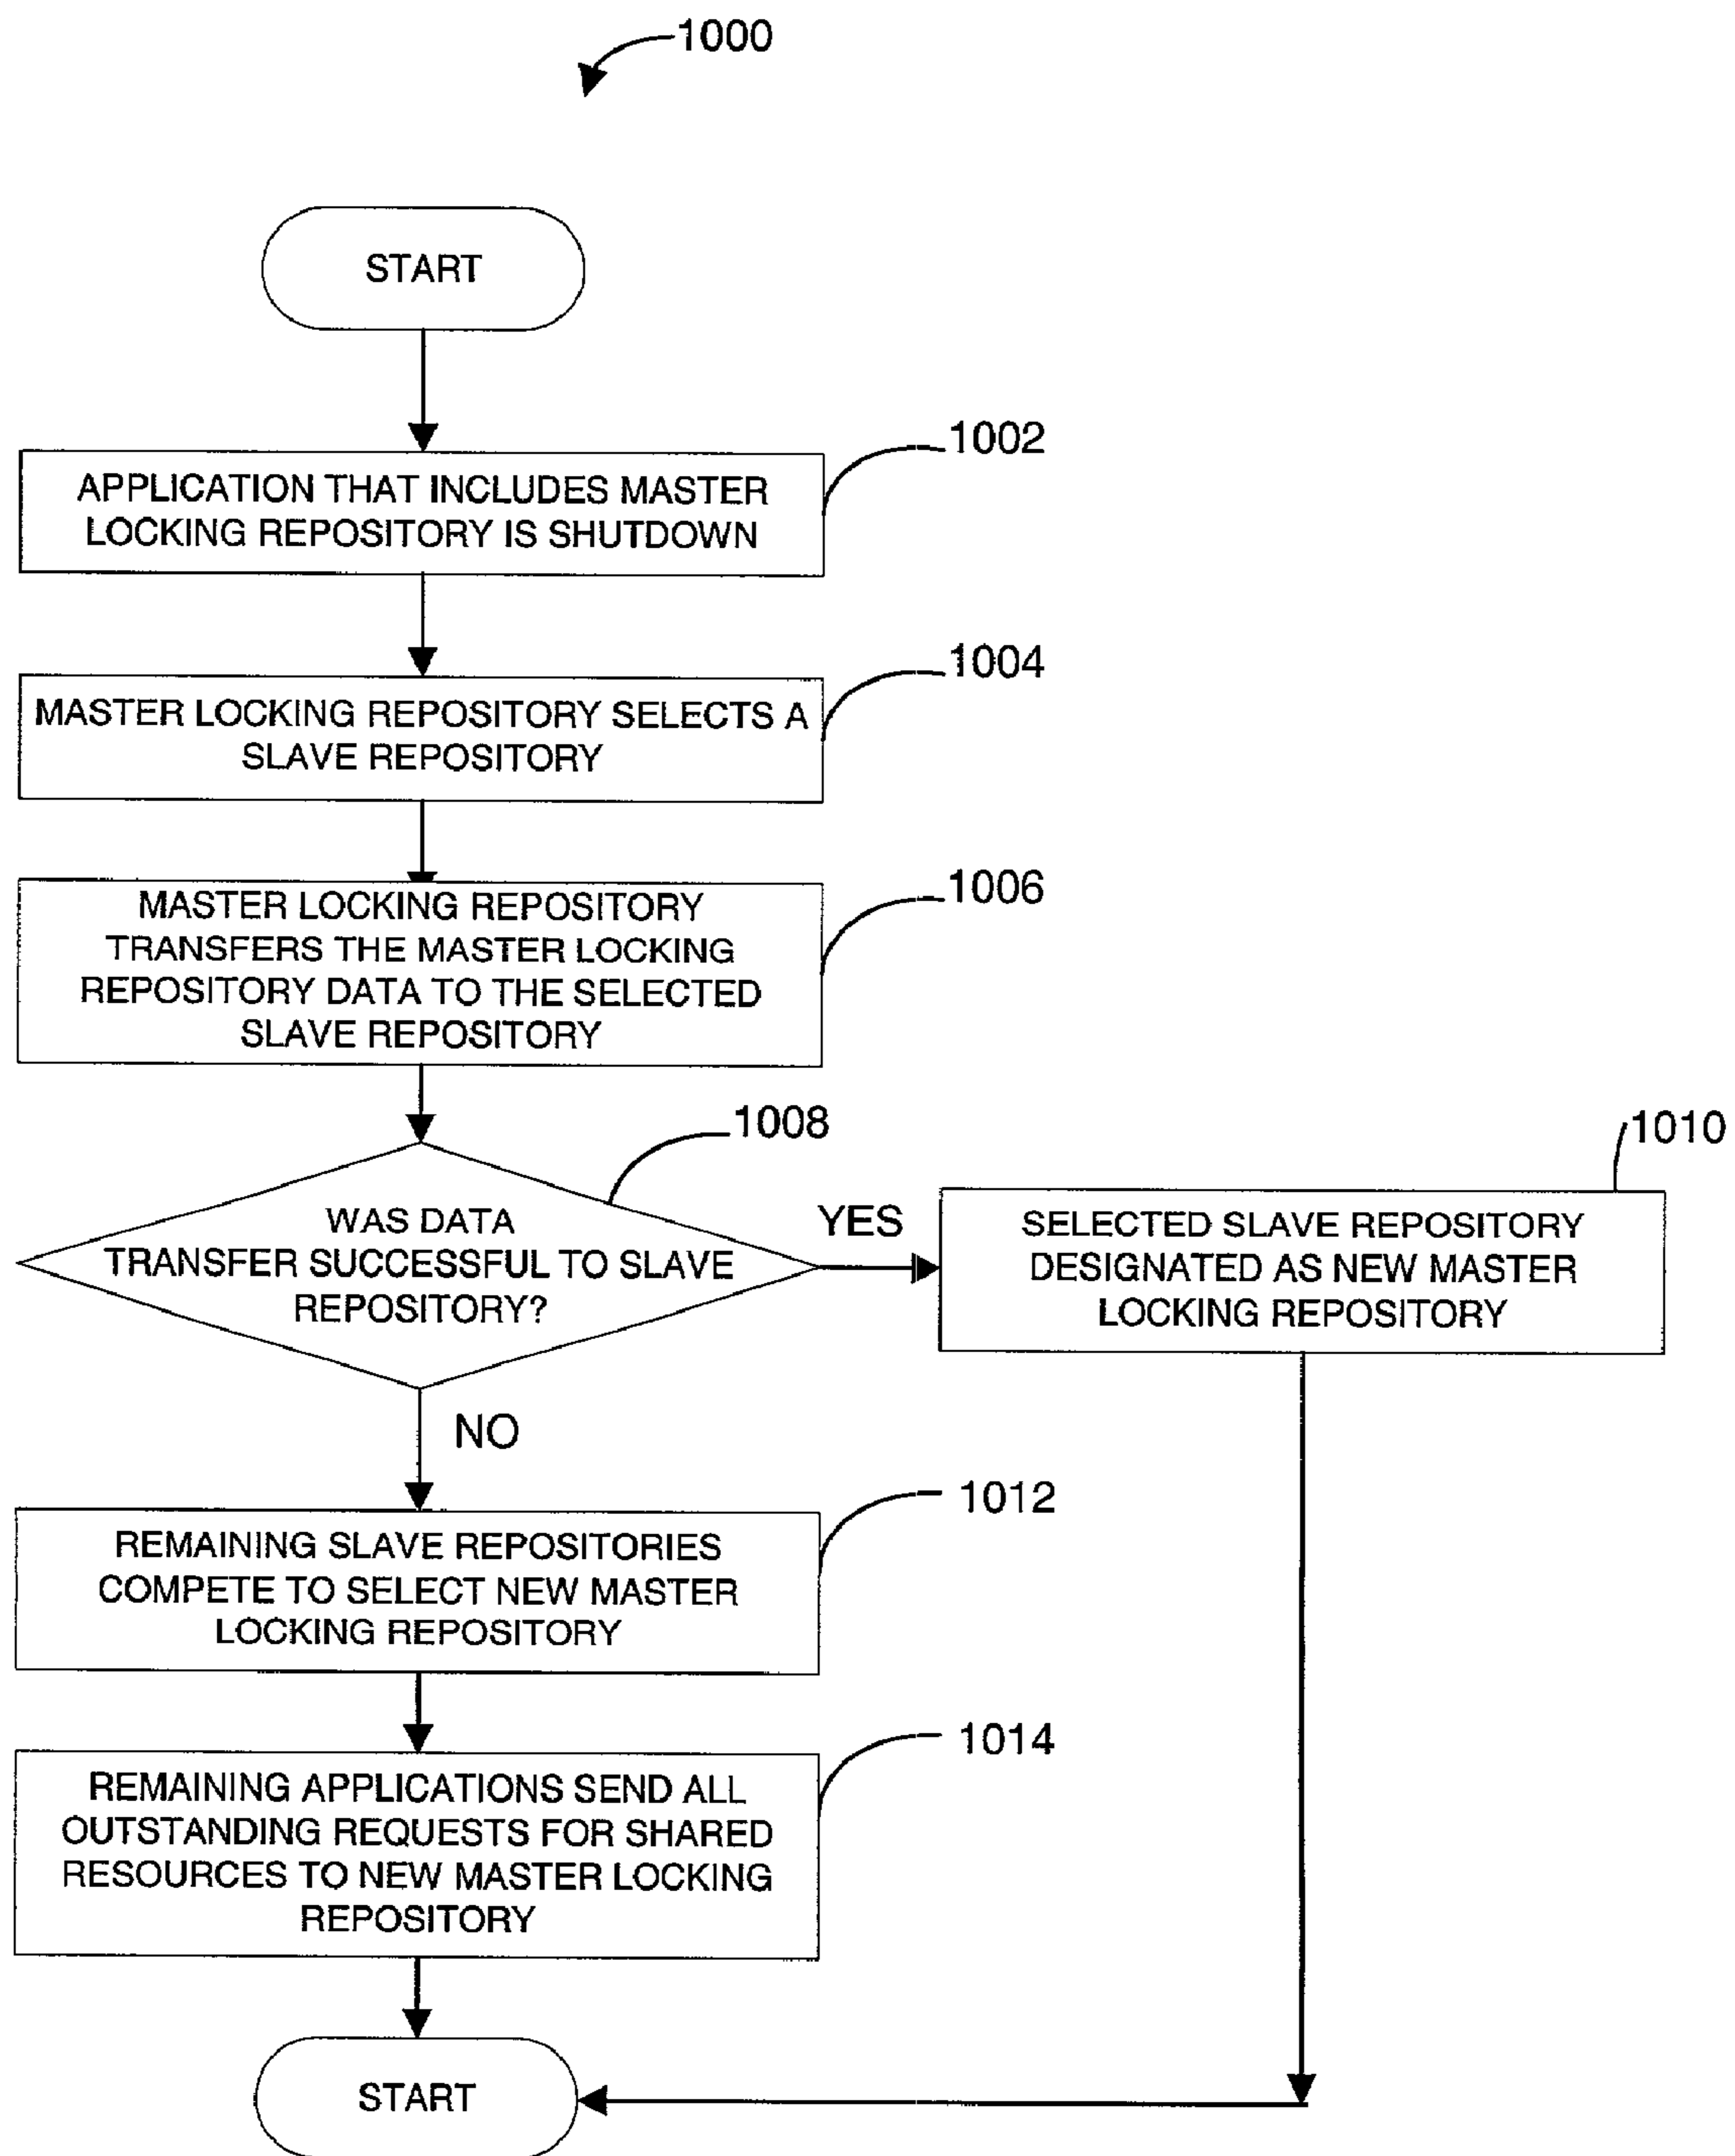 1000
START
1002
APPLICATION THAT INCLUDES MASTER
LOCKING REPOSITORY IS SHUTDOWN
1004
MASTER LOCKING REPOSITORY SELECTS A
SLAVE REPOSITORY
1006
MASTER LOCKING REPOSITORY
TRANSFERS THE MASTER LOCKING
REPOSITORY DATA TO THE SELECTED
SLAVE REPOSITORY
1008
WAS DATA
TRANSFER SUCCESSFUL TO SLAVE
REPOSITORY?
YES
1010
SELECTED SLAVE REPOSITORY
DESIGNATED AS NEW MASTER
LOCKING REPOSITORY
NO
1012
REMAINING SLAVE REPOSITORIES
COMPETE TO SELECT NEW MASTER
LOCKING REPOSITORY
1014
REMAINING APPLICATIONS SEND ALL
OUTSTANDING REQUESTS FOR SHARED
RESOURCES TO NEW MASTER LOCKING
REPOSITORY
START